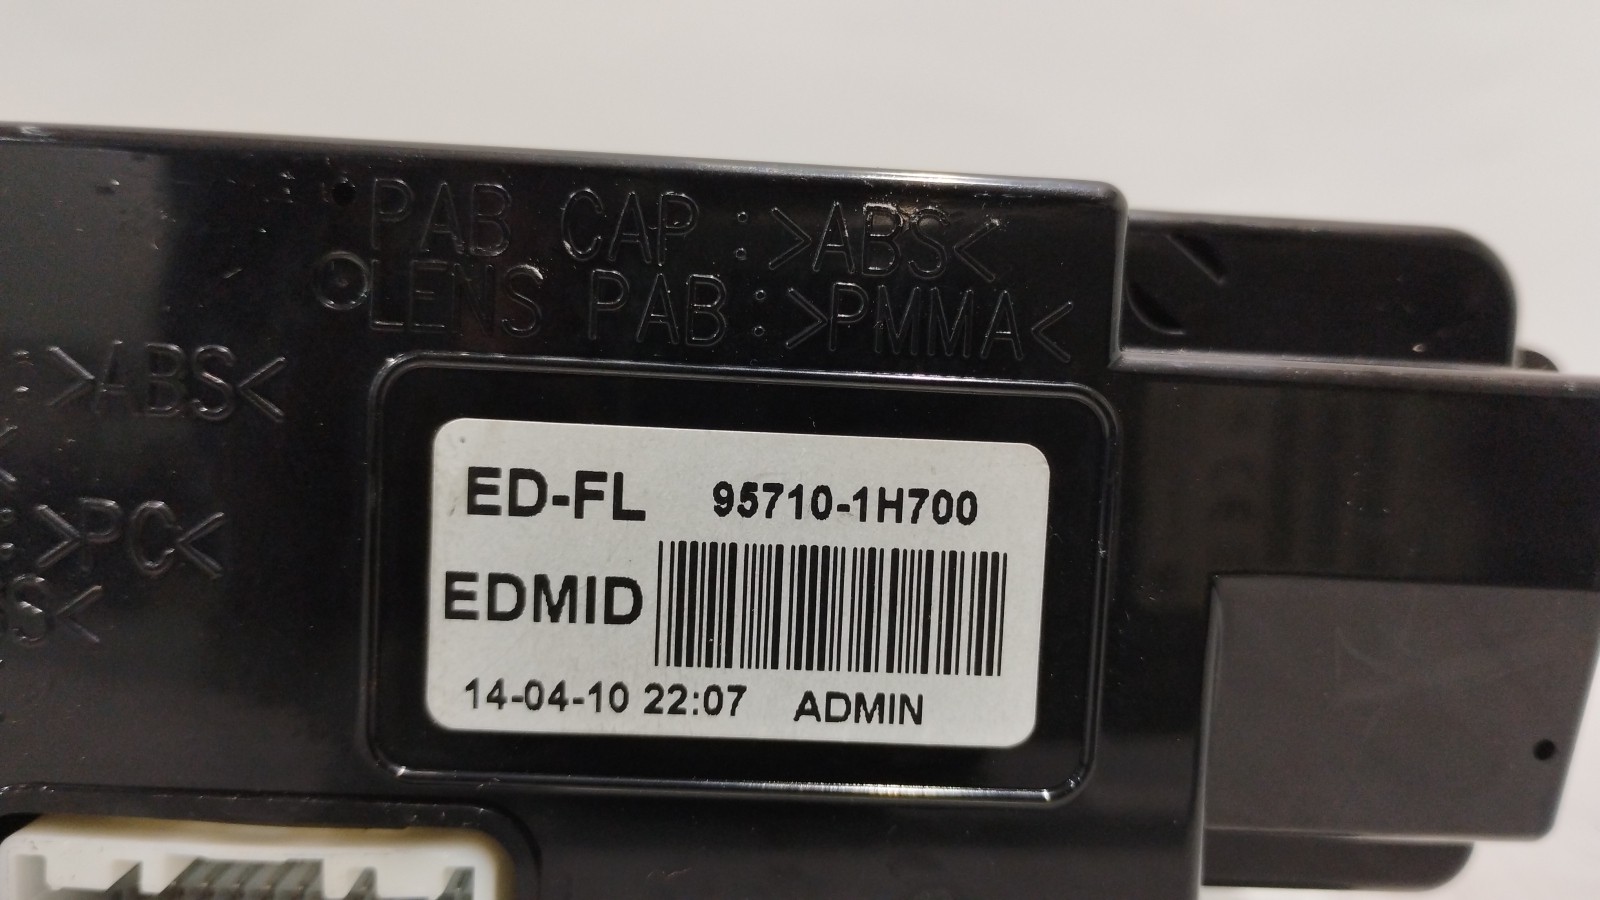 PAB CAP : >ABS<
LENS PAB : >PMMA<
: >ABS<
<
: >PC<
BS<
ED-FL 95710-1H700
EDMID
14-04-10 22:07 ADMIN